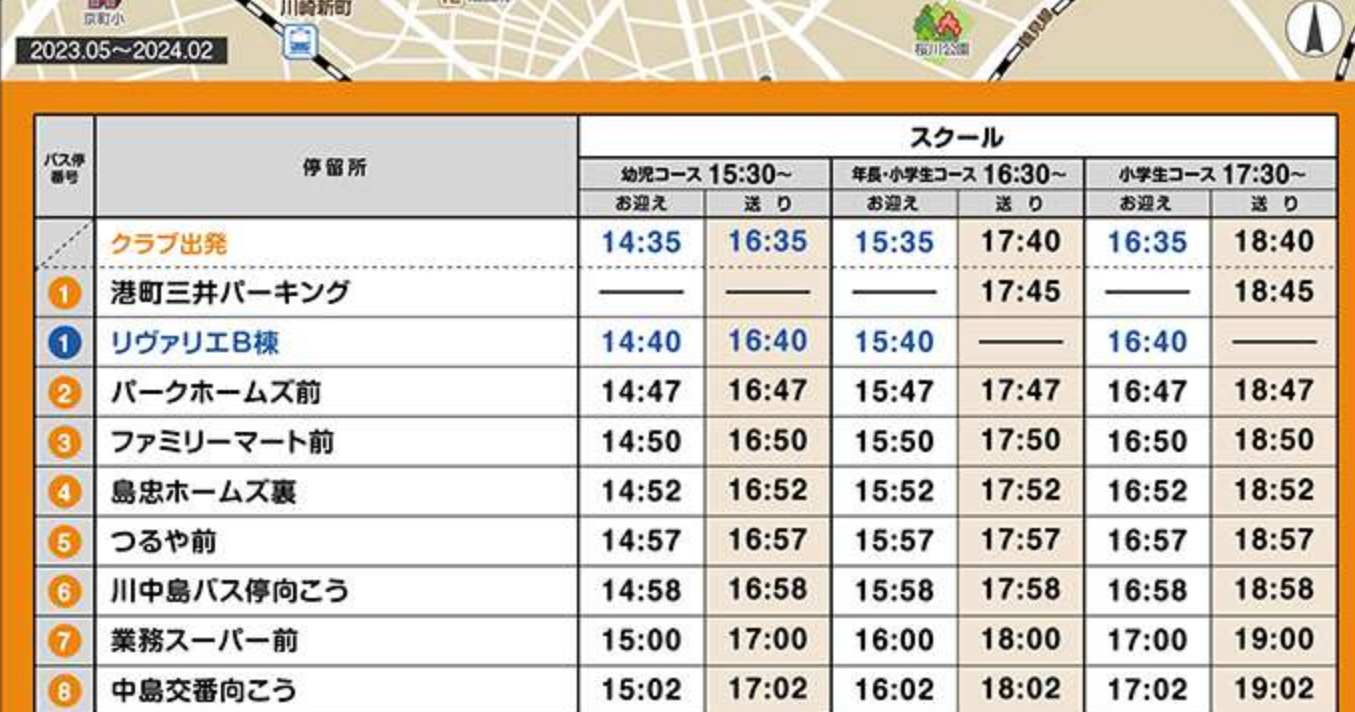 京町小
川崎新町
2023.05〜2024.02
桜川公園
バス停番号
停留所
スクール
幼児コース 15:30〜 年長・小学生コース 16:30〜 小学生コース 17:30〜
お迎え 送り お迎え 送り お迎え 送り
クラブ出発 14:35 16:35 15:35 17:40 16:35 18:40
1 港町三井パーキング ―― ―― ―― 17:45 ―― 18:45
1 リヴァリエB棟 14:40 16:40 15:40 ―― 16:40 ――
2 パークホームズ前 14:47 16:47 15:47 17:47 16:47 18:47
3 ファミリーマート前 14:50 16:50 15:50 17:50 16:50 18:50
4 島忠ホームズ裏 14:52 16:52 15:52 17:52 16:52 18:52
5 つるや前 14:57 16:57 15:57 17:57 16:57 18:57
6 川中島バス停向こう 14:58 16:58 15:58 17:58 16:58 18:58
7 業務スーパー前 15:00 17:00 16:00 18:00 17:00 19:00
8 中島交番向こう 15:02 17:02 16:02 18:02 17:02 19:02